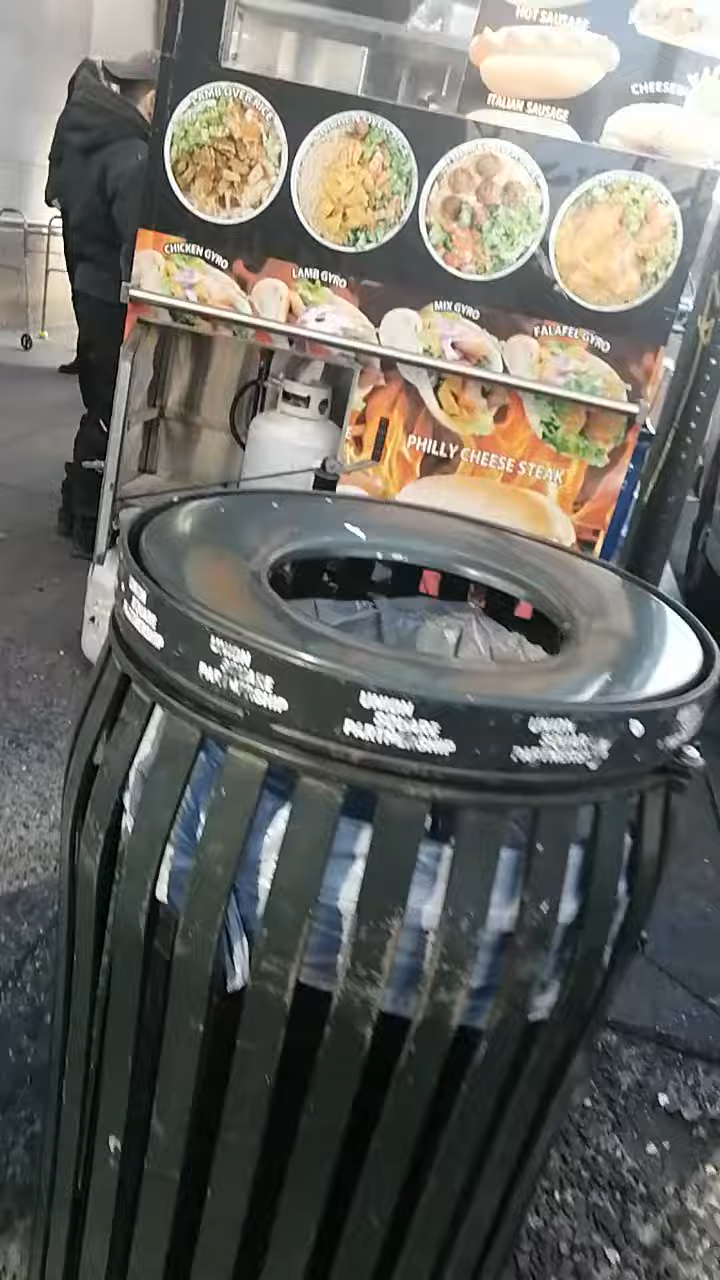 HOT SAUSAGE
ITALIAN SAUSAGE
LAMB OVER RICE
CHICKEN GYRO
LAMB GYRO
MIX GYRO
FALAFEL GYRO
PHILLY CHEESE STEAK
UNION
SQUARE
PARTNERSHIP
UNION
SQUARE
PARTNERSHIP
UNION
SQUARE
PARTNERSHIP
UNION
SQUARE
PARTNERSHIP